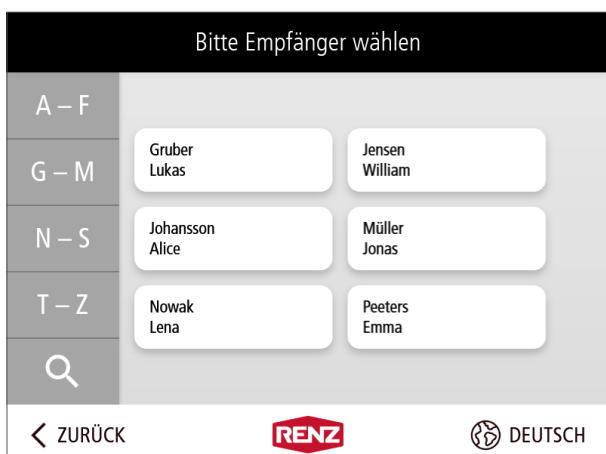 Bitte Empfänger wählen
A – F
G – M
N – S
T – Z
Gruber
Lukas
Jensen
William
Johansson
Alice
Müller
Jonas
Nowak
Lena
Peeters
Emma
ZURÜCK
RENZ
DEUTSCH